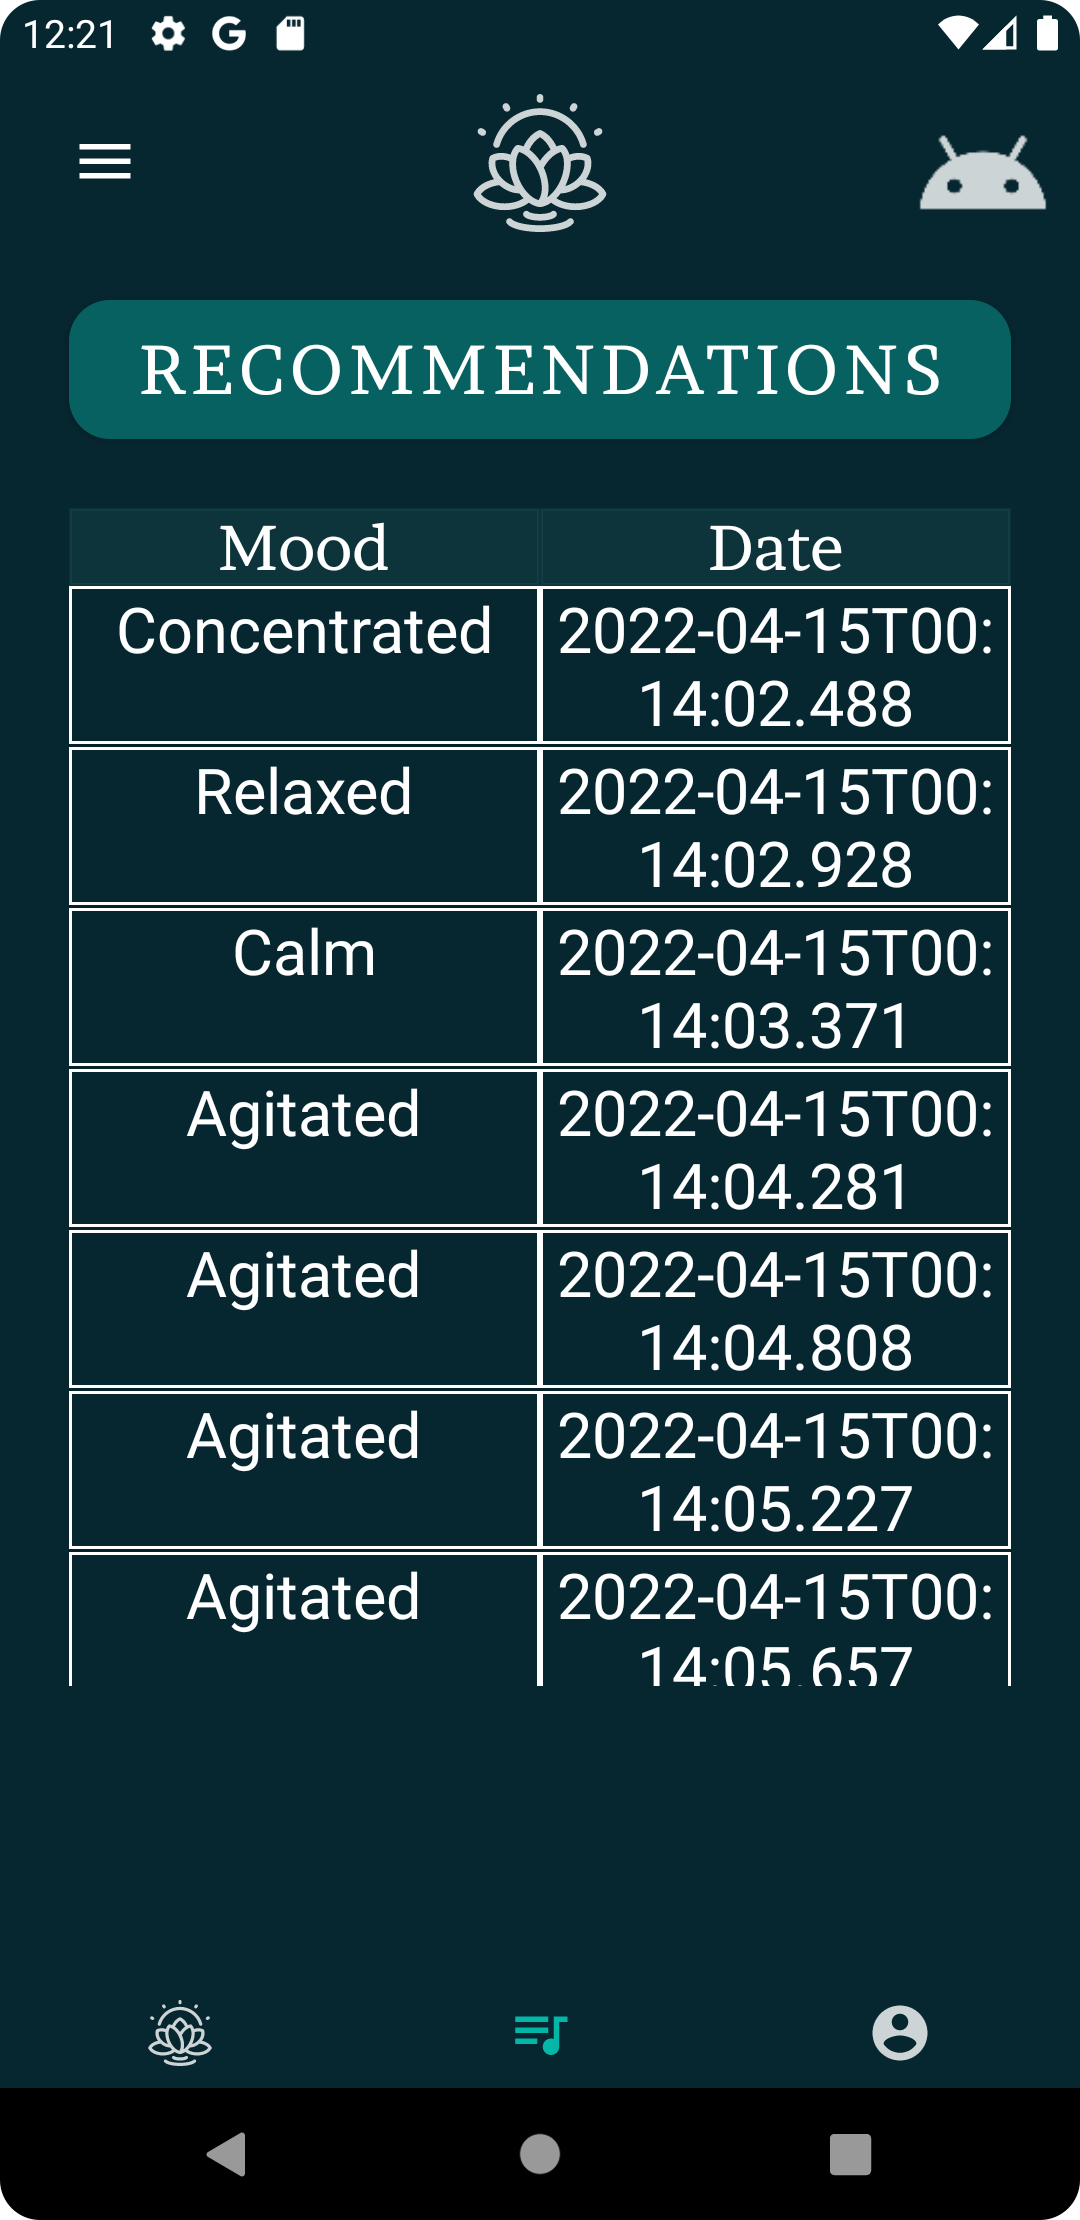 12:21
RECOMMENDATIONS
Mood Date
Concentrated 2022-04-15T00:
14:02.488
Relaxed 2022-04-15T00:
14:02.928
Calm 2022-04-15T00:
14:03.371
Agitated 2022-04-15T00:
14:04.281
Agitated 2022-04-15T00:
14:04.808
Agitated 2022-04-15T00:
14:05.227
Agitated 2022-04-15T00:
14:05.657